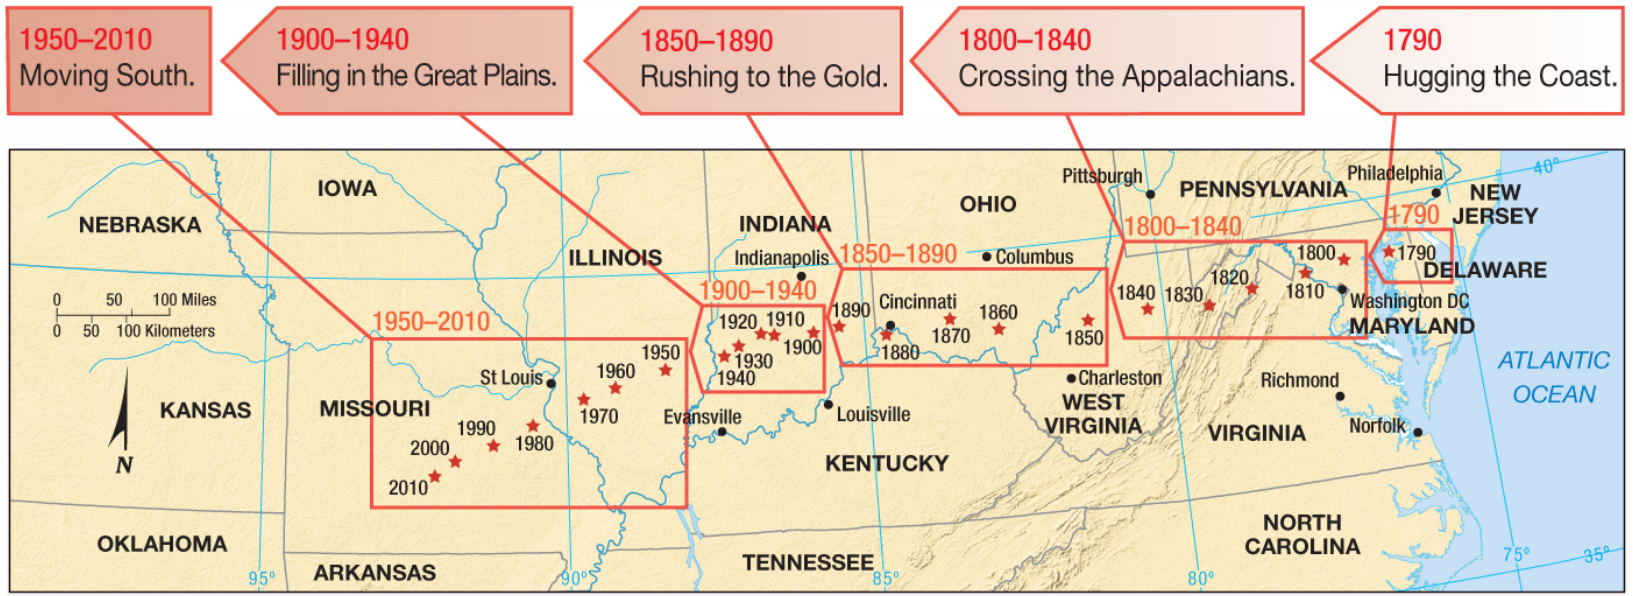 1950–2010
Moving South.
1900–1940
Filling in the Great Plains.
1850–1890
Rushing to the Gold.
1800–1840
Crossing the Appalachians.
1790
Hugging the Coast.
NEBRASKA
IOWA
ILLINOIS
INDIANA
Indianapolis
OHIO
Columbus
Pittsburgh
PENNSYLVANIA
Philadelphia
NEW
JERSEY
40°
1790
1790
DELAWARE
1800–1840
1800
1810
1820
1830
1840
Washington DC
MARYLAND
1850–1890
1890
Cincinnati
1880
1870
1860
1850
1900–1940
1920
1910
1900
1930
1940
1950–2010
1950
1960
1970
1980
1990
2000
2010
0 50 100 Miles
0 50 100 Kilometers
N
KANSAS
MISSOURI
St Louis
Evansville
Louisville
KENTUCKY
Charleston
WEST
VIRGINIA
Richmond
VIRGINIA
Norfolk
ATLANTIC
OCEAN
OKLAHOMA
ARKANSAS
TENNESSEE
NORTH
CAROLINA
95°
90°
85°
80°
75°
35°